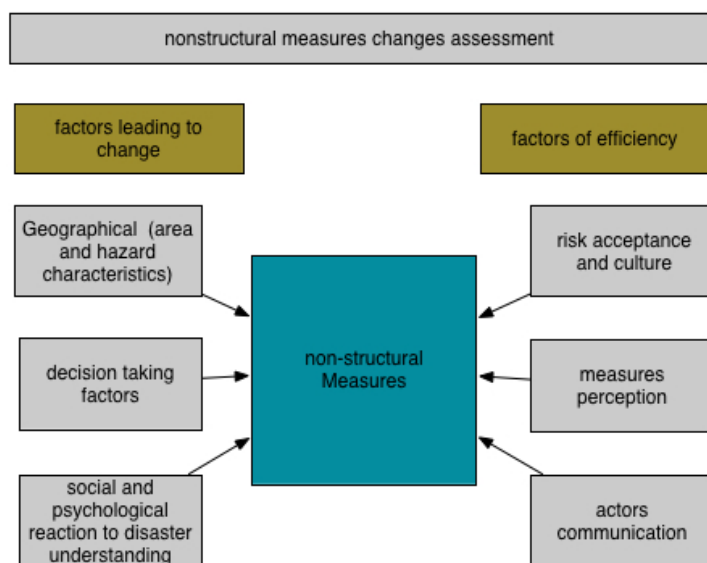 nonstructural measures changes assessment
factors leading to
change
factors of efficiency
Geographical (area
and hazard
characteristics)
risk acceptance
and culture
non-structural
Measures
decision taking
factors
measures
perception
social and
psychological
reaction to disaster
understanding
actors
communication